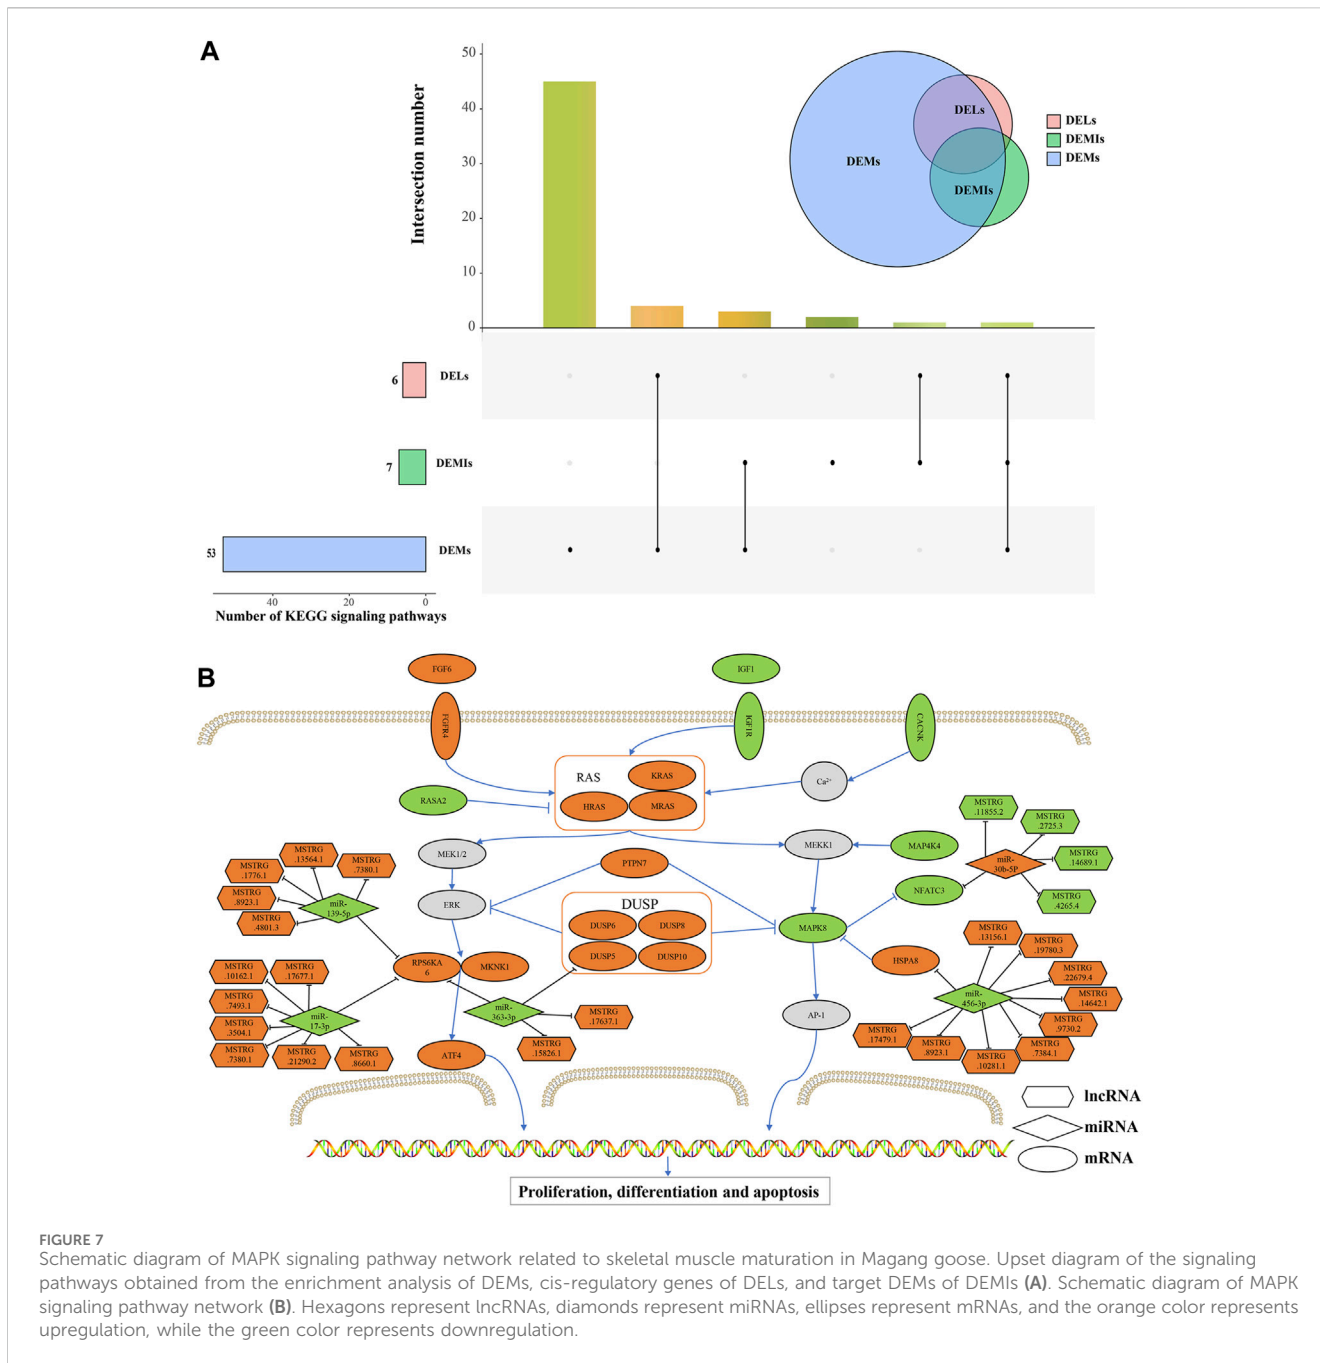 A
Intersection number
50
40
30
20
10
0
DEMs
DELs
DEMIs
DELs
DEMIs
DEMs
6
DELs
7
DEMIs
53
DEMs
40
20
0
Number of KEGG signaling pathways
B
FGF6
IGF1
FGFR4
IGF1R
CACNK
RAS
KRAS
HRAS
MRAS
Ca²⁺
RASA2
MEK1/2
MEKK1
MAP4K4
PTPN7
ERK
NFATC3
DUSP
DUSP6
DUSP8
DUSP5
DUSP10
MAPK8
HSPA8
RPS6KA
6
MKNK1
AP-1
ATF4
MSTRG
.13564.1
MSTRG
.1776.1
MSTRG
.7380.1
MSTRG
.8923.1
MSTRG
.4801.3
miR-
139-5p
MSTRG
.10162.1
MSTRG
.17677.1
MSTRG
.7493.1
MSTRG
.3504.1
MSTRG
.7380.1
MSTRG
.21290.2
MSTRG
.8660.1
miR-
17-3p
miR-
363-3p
MSTRG
.17637.1
MSTRG
.15826.1
MSTRG
.11855.2
MSTRG
.2725.3
MSTRG
.14689.1
MSTRG
.4265.4
miR-
30b-5P
MSTRG
.13156.1
MSTRG
.19780.3
MSTRG
.22679.4
MSTRG
.14642.1
MSTRG
.9730.2
MSTRG
.7384.1
MSTRG
.10281.1
MSTRG
.8923.1
MSTRG
.17479.1
miR-
456-3p
lncRNA
miRNA
mRNA
Proliferation, differentiation and apoptosis
FIGURE 7
Schematic diagram of MAPK signaling pathway network related to skeletal muscle maturation in Magang goose. Upset diagram of the signaling
pathways obtained from the enrichment analysis of DEMs, cis-regulatory genes of DELs, and target DEMs of DEMIs (A). Schematic diagram of MAPK
signaling pathway network (B). Hexagons represent lncRNAs, diamonds represent miRNAs, ellipses represent mRNAs, and the orange color represents
upregulation, while the green color represents downregulation.